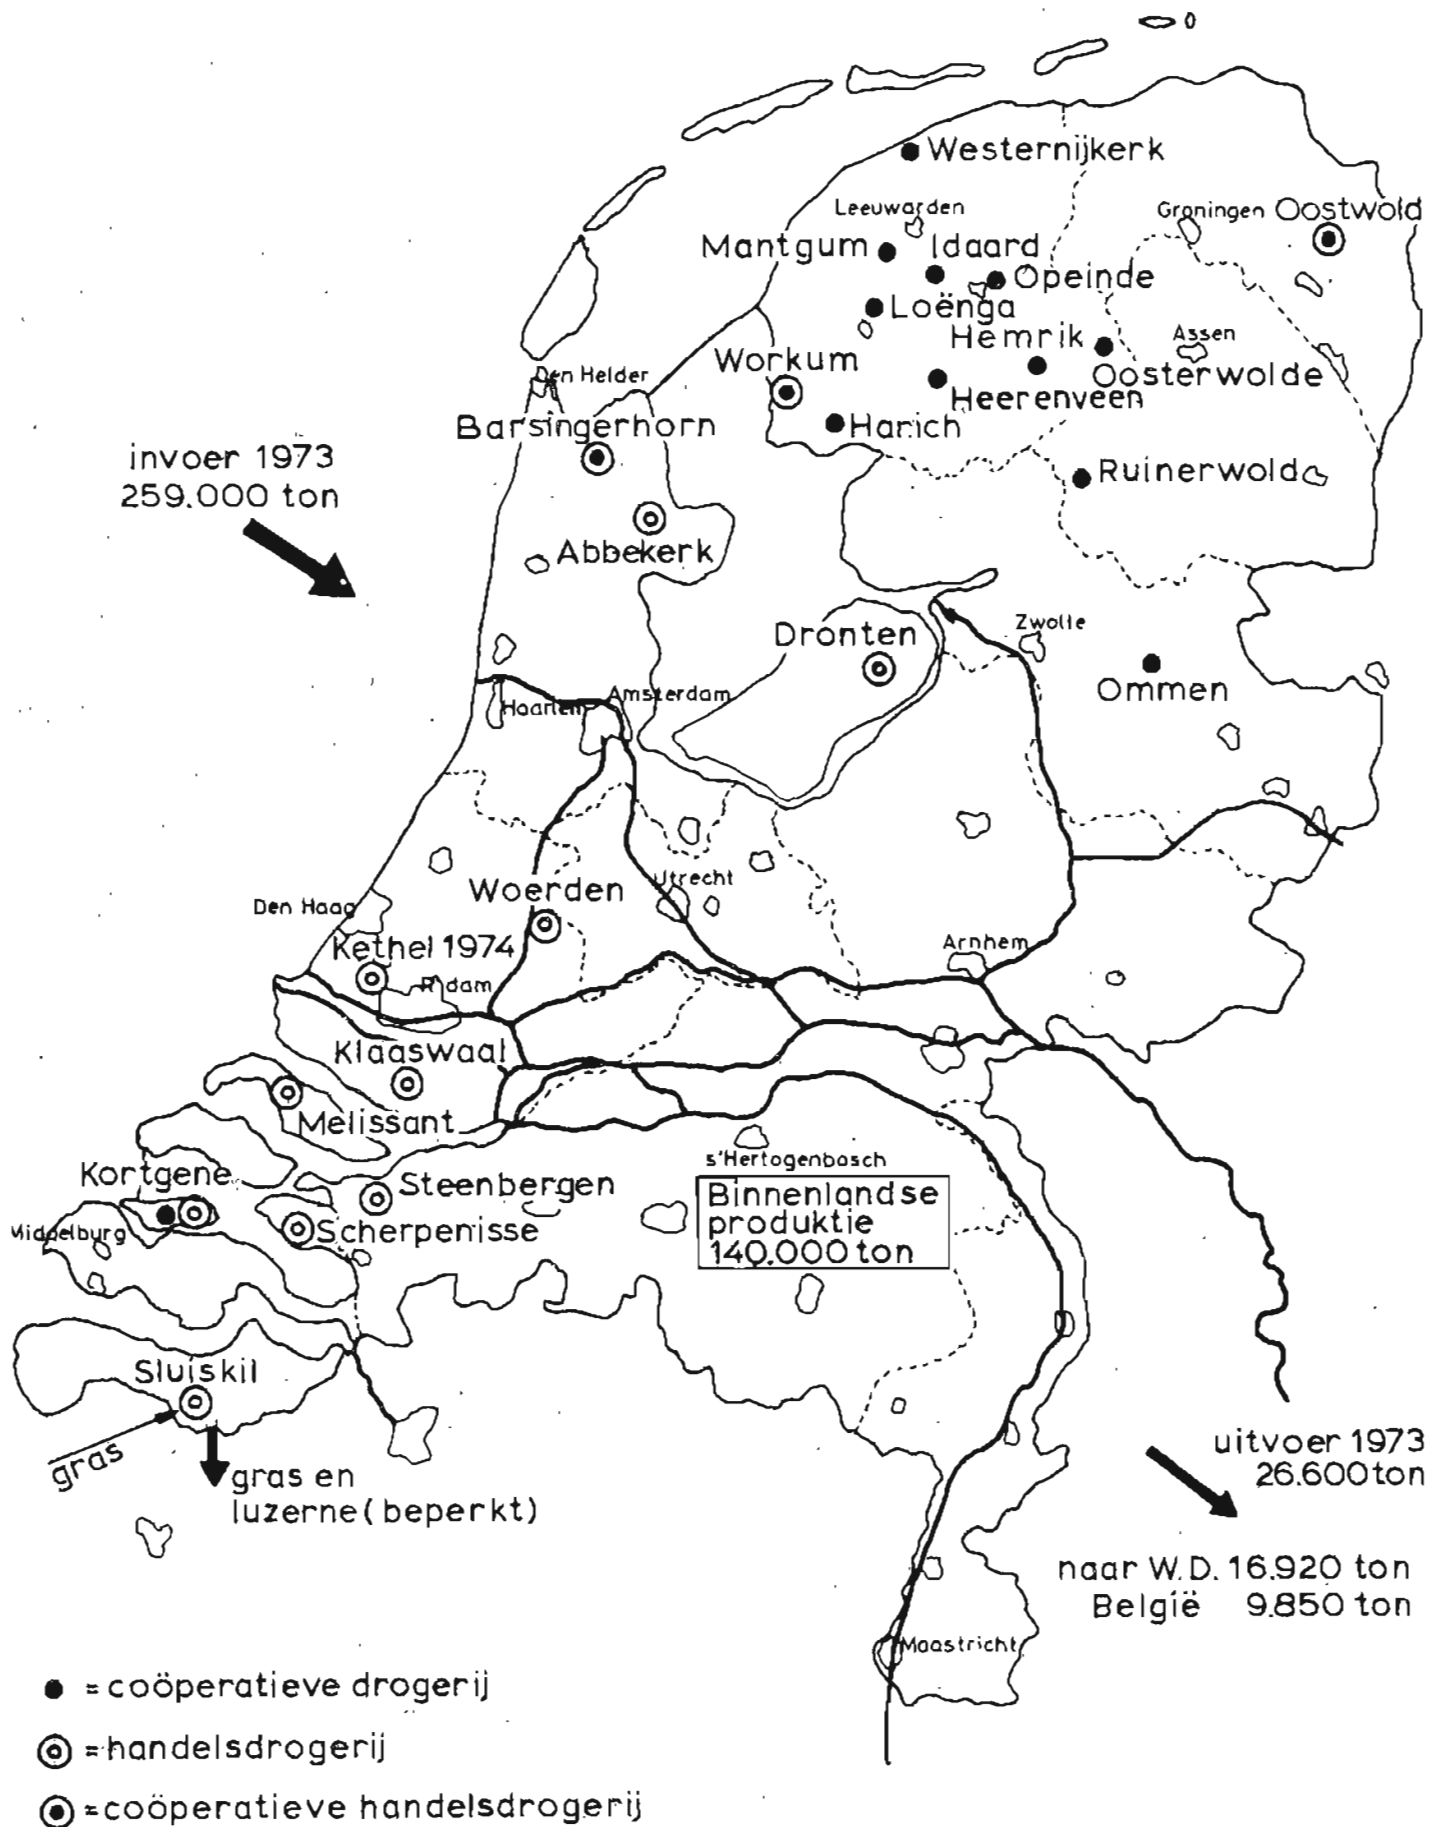 Westernijkerk
Leeuwarden
Groningen
Oostwold
Mantgum
Idaard
Opeinde
Loënga
Hemrik
Assen
Workum
Oosterwolde
Den Helder
Heerenveen
Barsingerhorn
Harich
invoer 1973
259.000 ton
Ruinerwold
Abbekerk
Dronten
Zwolle
Ommen
Haarlem
Amsterdam
Woerden
Utrecht
Den Haag
Kethel 1974
Arnhem
R'dam
Klaaswaal
Melissant
s'Hertogenbosch
Kortgene
Steenbergen
Binnenlandse
produktie
140.000 ton
Middelburg
Scherpenisse
Sluiskil
gras
gras en
luzerne (beperkt)
uitvoer 1973
26.600 ton
naar W.D. 16.920 ton
België 9.850 ton
Maastricht
= coöperatieve drogerij
= handelsdrogerij
= coöperatieve handelsdrogerij